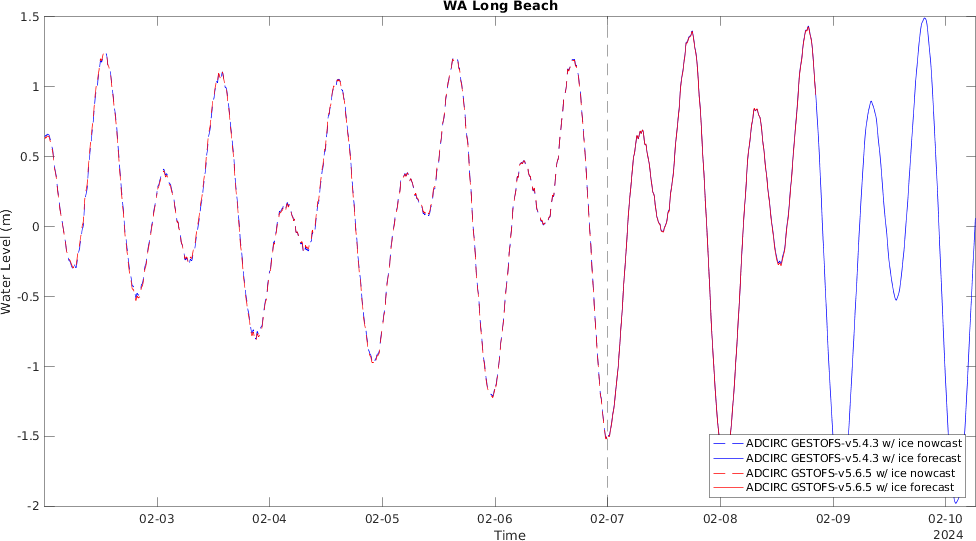 WA Long Beach
1.5
1
0.5
0
-0.5
-1
-1.5
-2
Water Level (m)
02-03 02-04 02-05 02-06 02-07 02-08 02-09 02-10
2024
Time
ADCIRC GESTOFS-v5.4.3 w/ ice nowcast
ADCIRC GESTOFS-v5.4.3 w/ ice forecast
ADCIRC GSTOFS-v5.6.5 w/ ice nowcast
ADCIRC GSTOFS-v5.6.5 w/ ice forecast